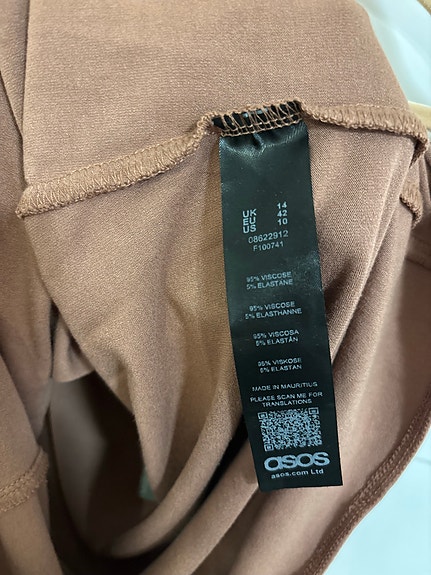 UK 14
EU 42
US 10
08622912
F100741
95% VISCOSE
5% ELASTANE
95% VISCOSE
5% ELASTHANNE
95% VISCOSA
5% ELASTÁN
95% VISKOSE
5% ELASTAN
MADE IN MAURITIUS
PLEASE SCAN ME FOR
TRANSLATIONS
asos
asos.com Ltd